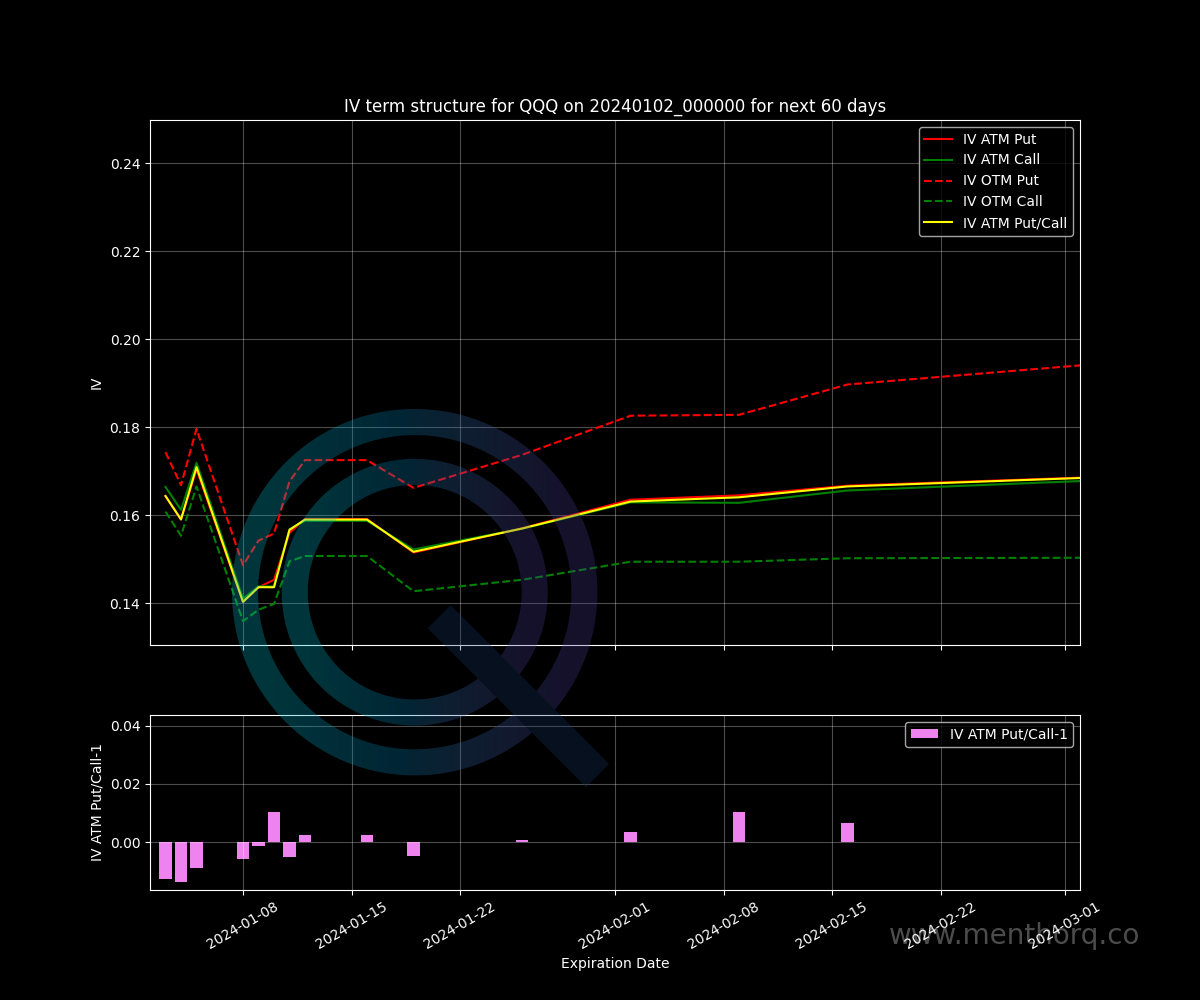 IV term structure for QQQ on 20240102_000000 for next 60 days
IV ATM Put
IV ATM Call
IV OTM Put
IV OTM Call
IV ATM Put/Call
0.24
0.22
0.20
0.18
0.16
0.14
IV
IV ATM Put/Call-1
0.04
0.02
0.00
IV ATM Put/Call-1
2024-01-08
2024-01-15
2024-01-22
2024-02-01
2024-02-08
2024-02-15
2024-02-22
2024-03-01
Expiration Date
www.menthorq.co